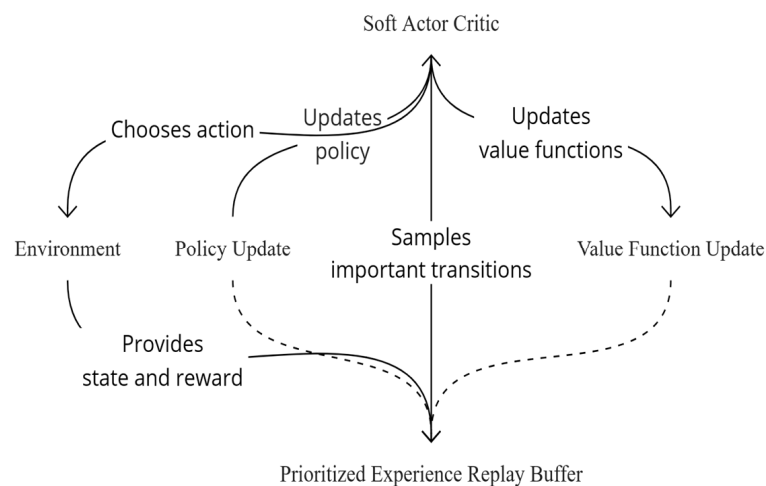 Soft Actor Critic
Chooses action
Updates
policy
Updates
value functions
Environment
Policy Update
Samples
important transitions
Value Function Update
Provides
state and reward
Prioritized Experience Replay Buffer